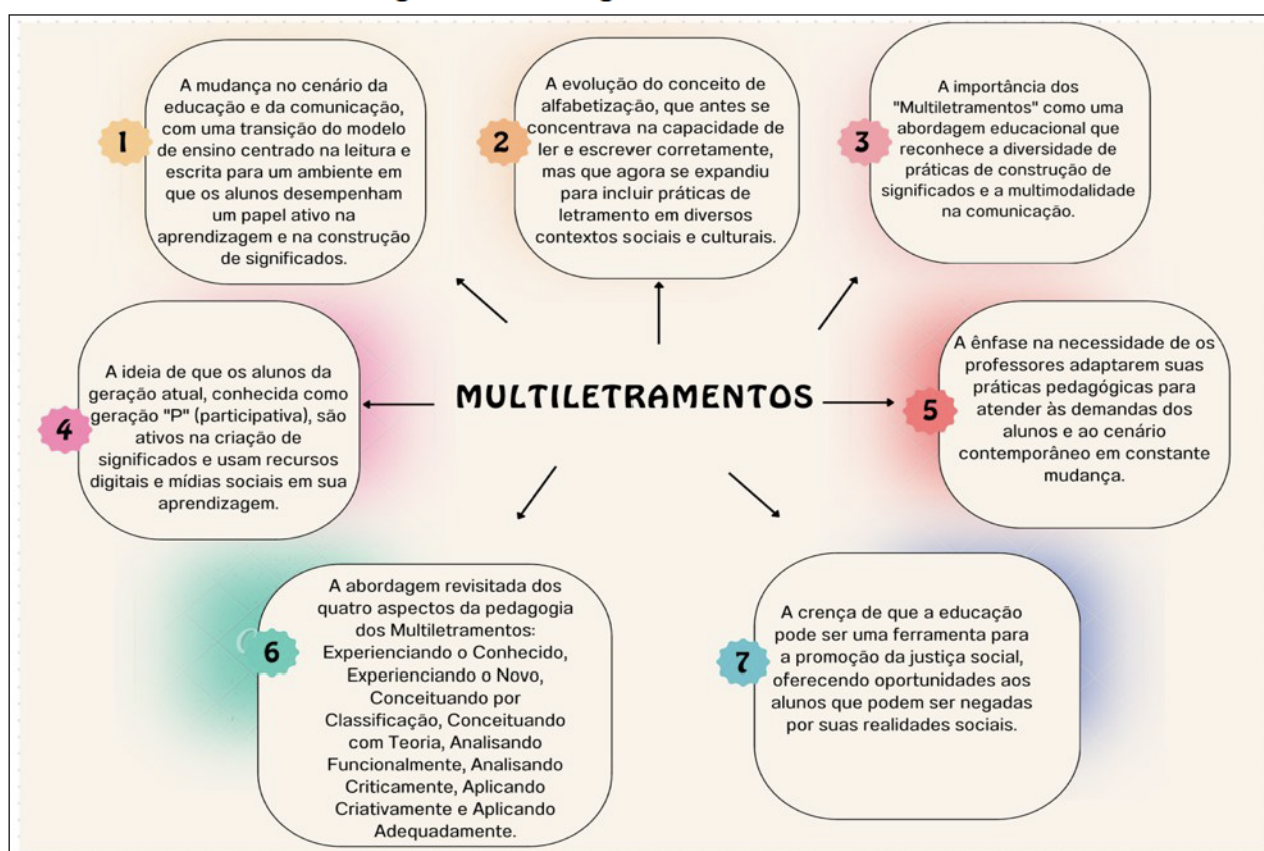 1
A mudança no cenário da
educação e da comunicação,
com uma transição do modelo
de ensino centrado na leitura e
escrita para um ambiente em
que os alunos desempenham
um papel ativo na
aprendizagem e na construção
de significados.
2
A evolução do conceito de
alfabetização, que antes se
concentrava na capacidade de
ler e escrever corretamente,
mas que agora se expandiu
para incluir práticas de
letramento em diversos
contextos sociais e culturais.
3
A importância dos
"Multiletramentos" como uma
abordagem educacional que
reconhece a diversidade de
práticas de construção de
significados e a multimodalidade
na comunicação.
MULTILETRAMENTOS
4
A ideia de que os alunos da
geração atual, conhecida como
geração "P" (participativa), são
ativos na criação de
significados e usam recursos
digitais e mídias sociais em sua
aprendizagem.
5
A ênfase na necessidade de os
professores adaptarem suas
práticas pedagógicas para
atender às demandas dos
alunos e ao cenário
contemporâneo em constante
mudança.
6
A abordagem revisitada dos
quatro aspectos da pedagogia
dos Multiletramentos:
Experienciando o Conhecido,
Experienciando o Novo,
Conceituando por
Classificação, Conceituando
com Teoria, Analisando
Funcionalmente, Analisando
Criticamente, Aplicando
Criativamente e Aplicando
Adequadamente.
7
A crença de que a educação
pode ser uma ferramenta para
a promoção da justiça social,
oferecendo oportunidades aos
alunos que podem ser negadas
por suas realidades sociais.